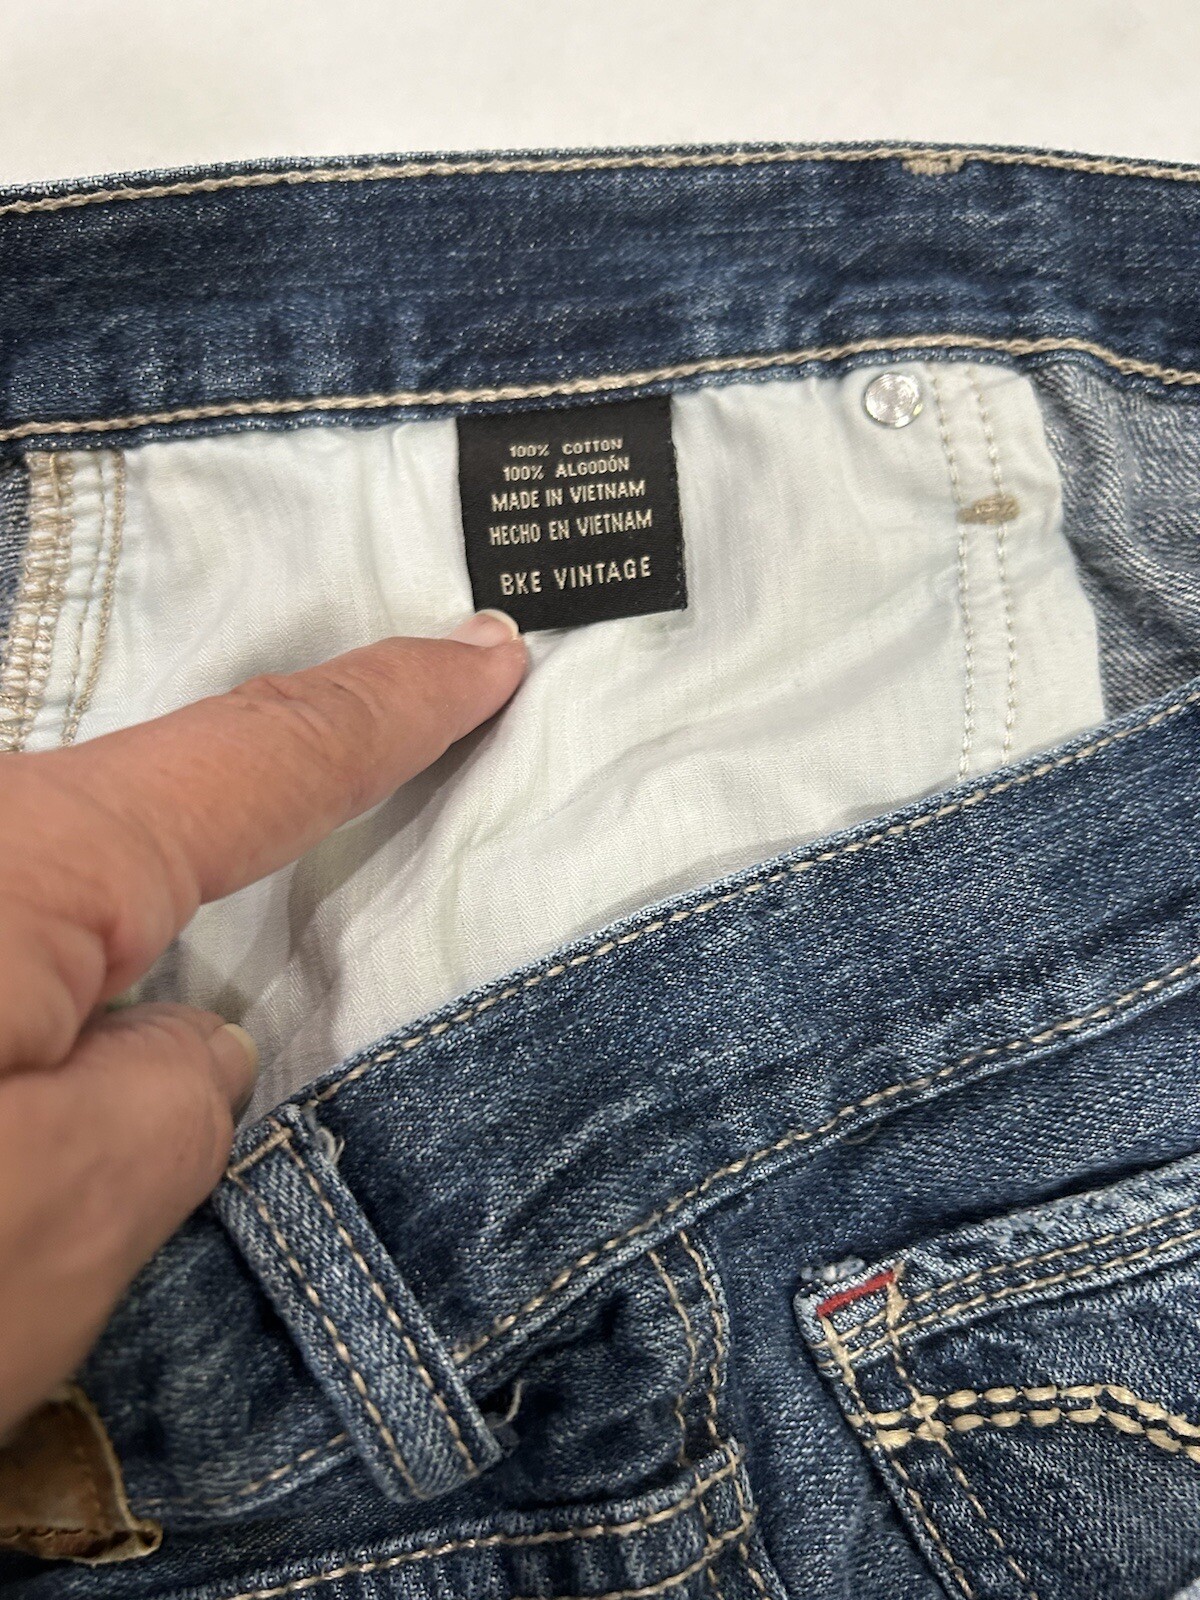 100% COTTON
100% ALGODÓN
MADE IN VIETNAM
HECHO EN VIETNAM
BKE VINTAGE